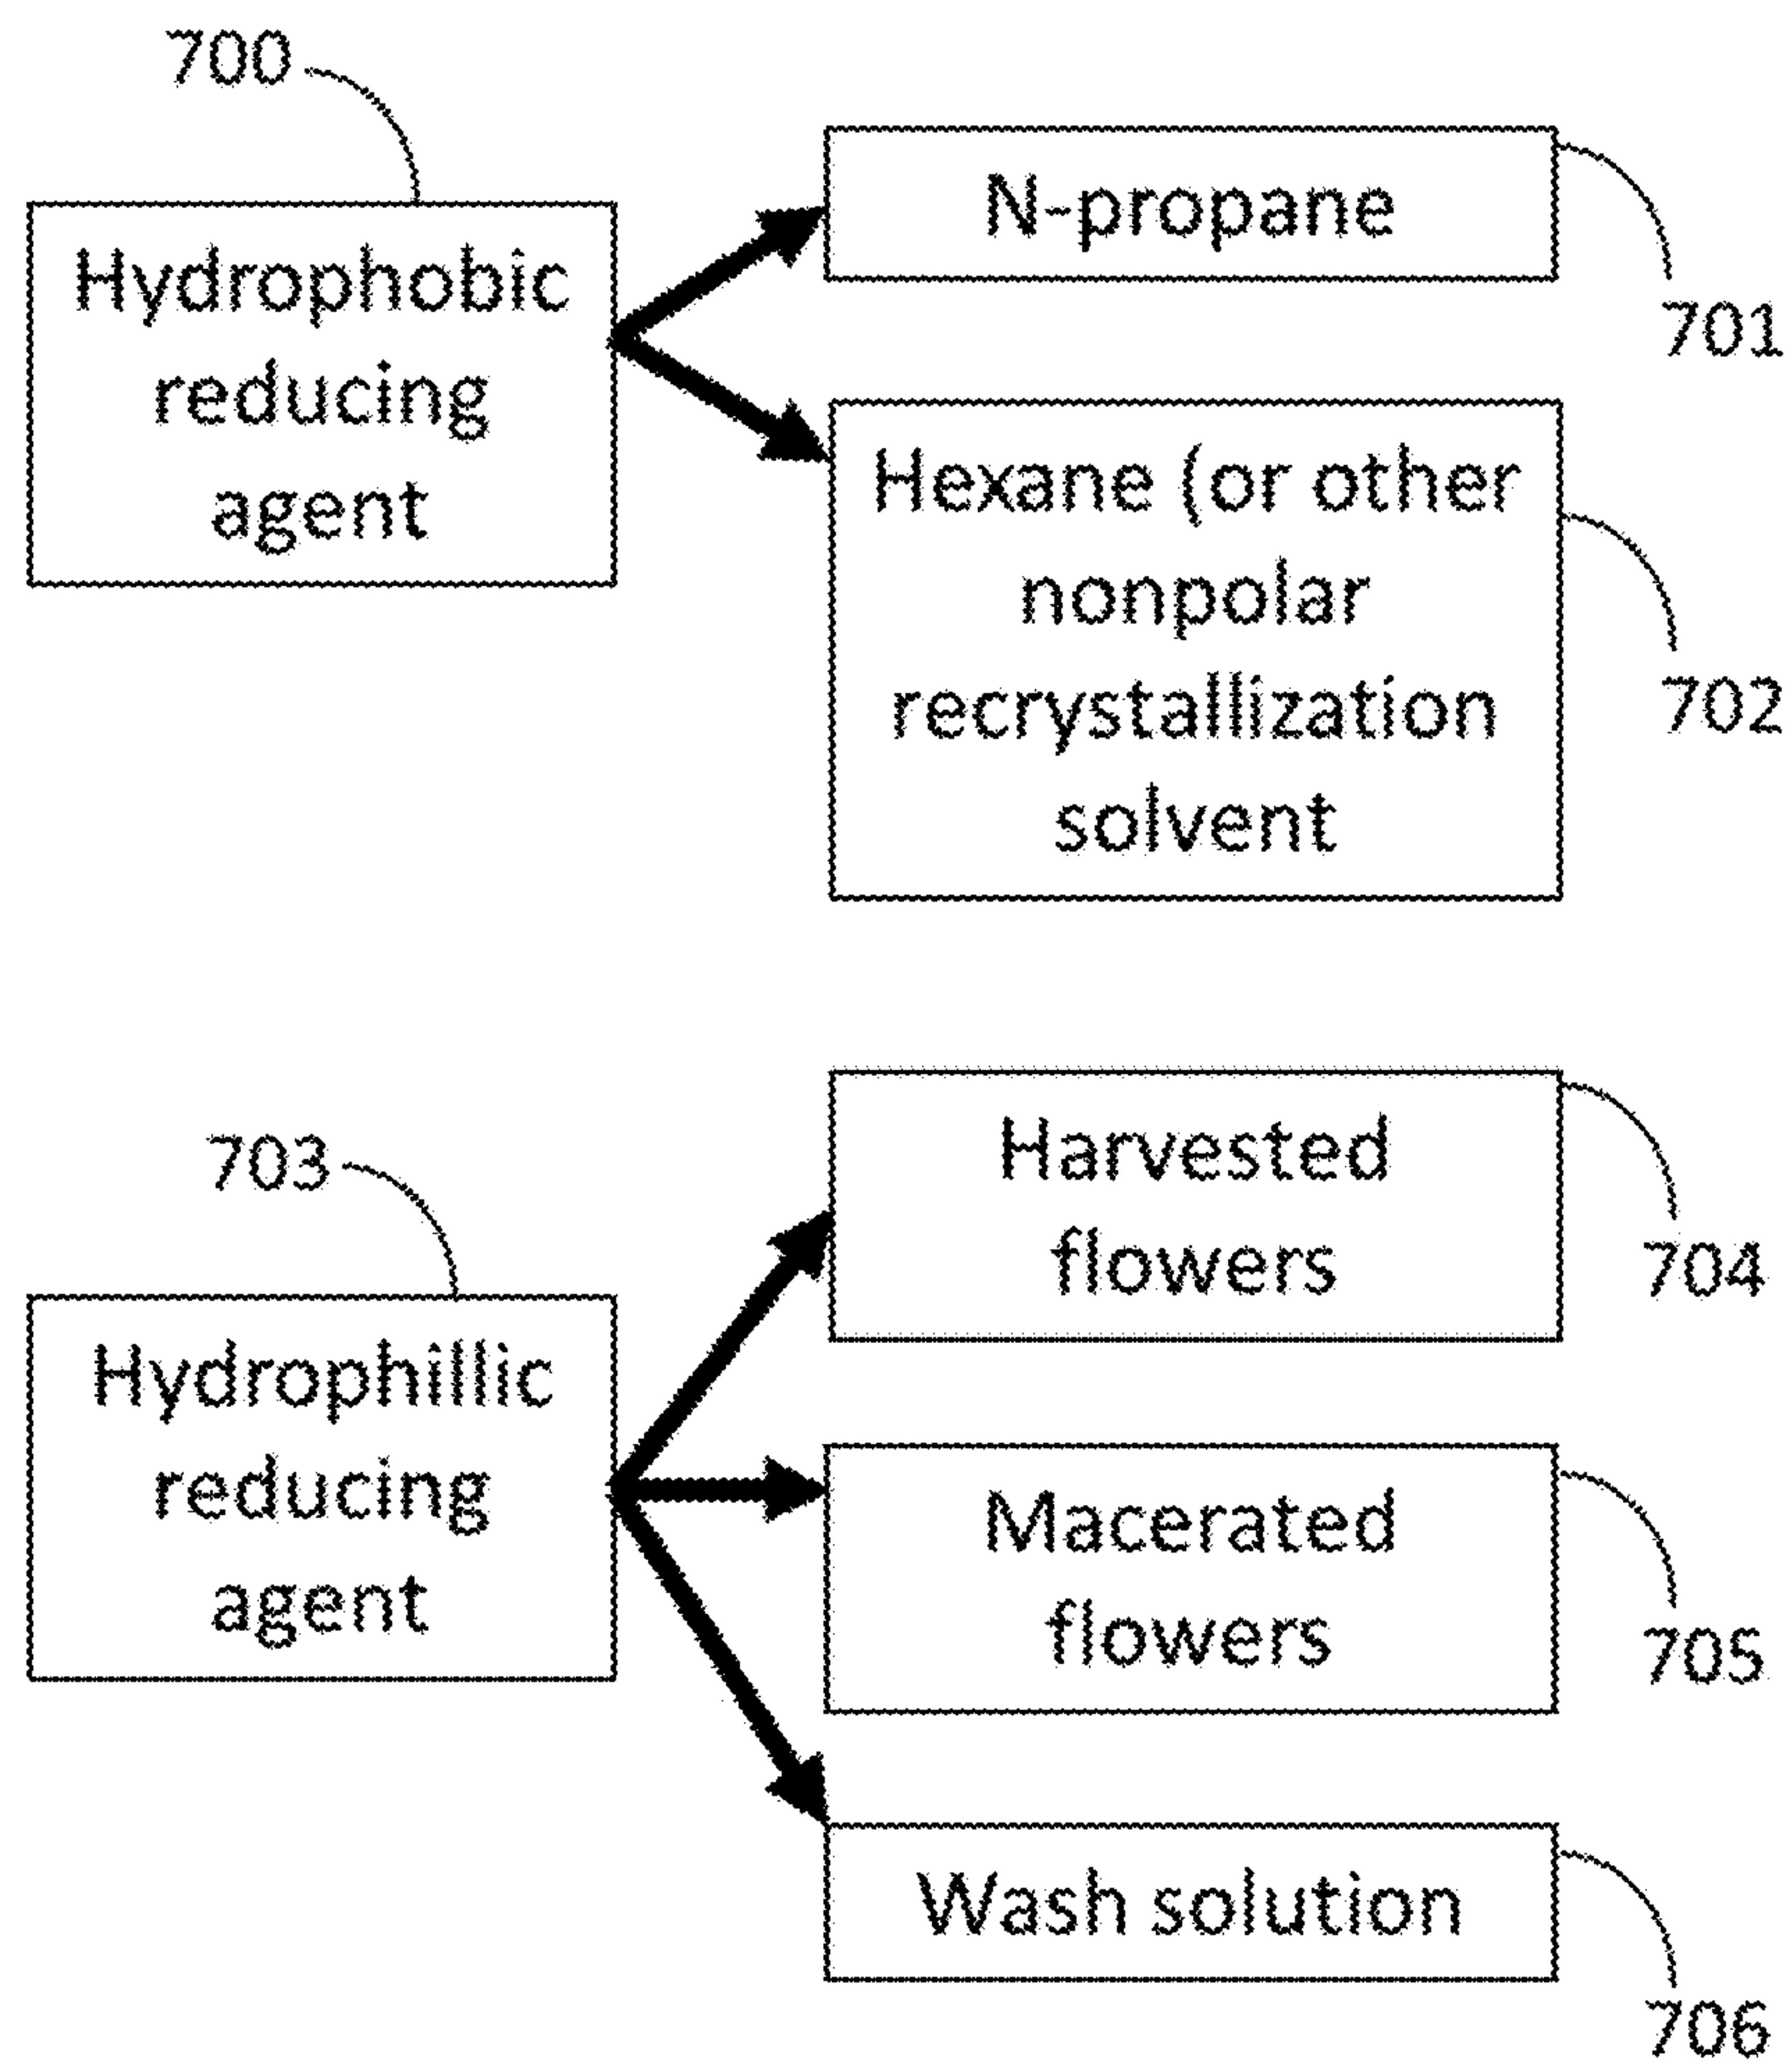 700
Hydrophobic
reducing
agent
N-propane
701
Hexane (or other
nonpolar
recrystallization
solvent
702
703
Hydrophillic
reducing
agent
Harvested
flowers
704
Macerated
flowers
705
Wash solution
706